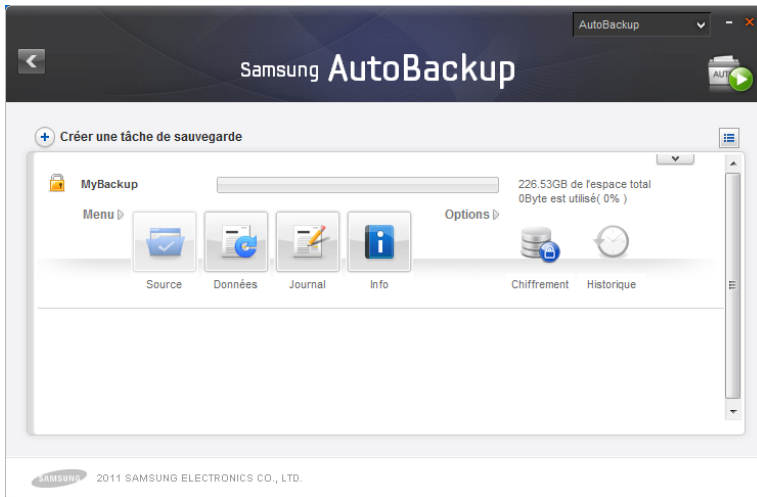 AutoBackup
samsung AutoBackup
AUTO
Créer une tâche de sauvegarde
MyBackup
226.53GB de l'espace total
0Byte est utilisé( 0% )
Menu
Options
Source
Données
Journal
Info
Chiffrement
Historique
SAMSUNG
2011 SAMSUNG ELECTRONICS CO., LTD.